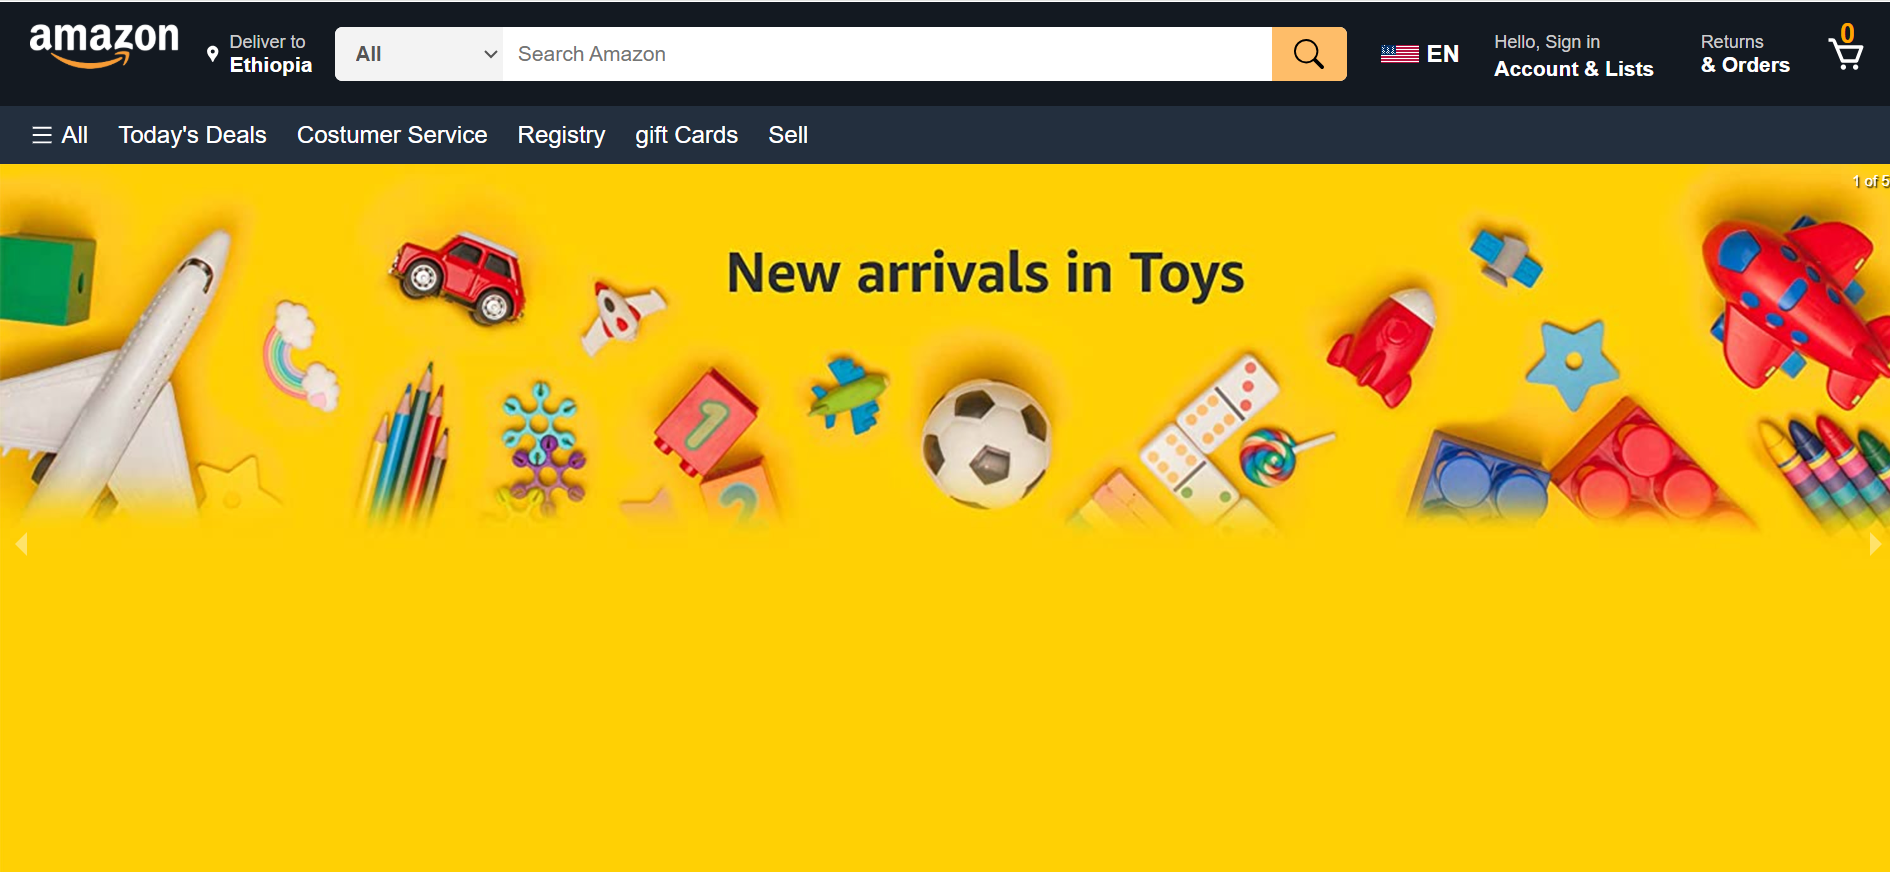 amazon
Deliver to
Ethiopia
All
Search Amazon
EN
Hello, Sign in
Account & Lists
Returns
& Orders
0
All
Today's Deals
Costumer Service
Registry
gift Cards
Sell
1 of 5
New arrivals in Toys
1
2